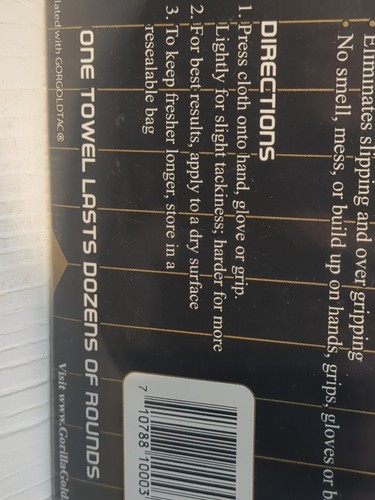 Eliminates slipping and over gripping
• No smell, mess, or build up on hands, grips, gloves or
DIRECTIONS
1. Press cloth onto hand, glove or grip.
Lightly for slight tackiness; harder for more
2. For best results, apply to a dry surface
3. To keep fresher longer, store in a
resealable bag
ONE TOWEL LASTS DOZENS OF ROUNDS
lated with GORGOLDTAC®
Visit www.GorillaGold
7 10788 10003